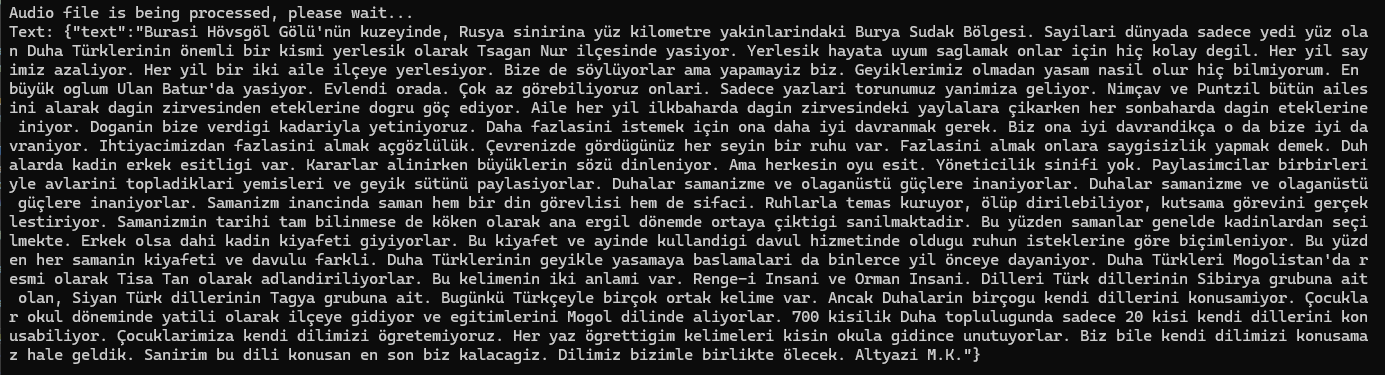 Audio file is being processed, please wait...
Text: {"text":"Burasi Hövsgöl Gölü'nün kuzeyinde, Rusya sinirina yüz kilometre yakinlarindaki Burya Sudak Bölgesi. Sayilari dünyada sadece yedi yüz ola
n Duha Türklerinin önemli bir kismi yerlesik olarak Tsagan Nur ilçesinde yasiyor. Yerlesik hayata uyum saglamak onlar için hiç kolay degil. Her yil say
imiz azaliyor. Her yil bir iki aile ilçeye yerlesiyor. Bize de söylüyorlar ama yapamayiz biz. Geyiklerimiz olmadan yasam nasil olur hiç bilmiyorum. En
büyük oglum Ulan Batur'da yasiyor. Evlendi orada. Çok az görebiliyoruz onlari. Sadece yazlari torunumuz yanimiza geliyor. Nimçav ve Puntzil bütün ailes
ini alarak dagin zirvesinden eteklerine dogru göç ediyor. Aile her yil ilkbaharda dagin zirvesindeki yaylalara çikarken her sonbaharda dagin eteklerine
 iniyor. Doganin bize verdigi kadariyla yetiniyoruz. Daha fazlasini istemek için ona daha iyi davranmak gerek. Biz ona iyi davrandikça o da bize iyi da
vraniyor. Ihtiyacimizdan fazlasini almak açgözlülük. Çevrenizde gördügünüz her seyin bir ruhu var. Fazlasini almak onlara saygisizlik yapmak demek. Duh
alarda kadin erkek esitligi var. Kararlar alinirken büyüklerin sözü dinleniyor. Ama herkesin oyu esit. Yöneticilik sinifi yok. Paylasimcilar birbirleri
yle avlarini topladiklari yemisleri ve geyik sütünü paylasiyorlar. Duhalar samanizme ve olaganüstü güçlere inaniyorlar. Duhalar samanizme ve olaganüstü
 güçlere inaniyorlar. Samanizm inancinda saman hem bir din görevlisi hem de sifaci. Ruhlarla temas kuruyor, ölüp dirilebiliyor, kutsama görevini gerçek
lestiriyor. Samanizmin tarihi tam bilinmese de köken olarak ana ergil dönemde ortaya çiktigi sanilmaktadir. Bu yüzden samanlar genelde kadinlardan seçi
lmekte. Erkek olsa dahi kadin kiyafeti giyiyorlar. Bu kiyafet ve ayinde kullandigi davul hizmetinde oldugu ruhun isteklerine göre biçimleniyor. Bu yüzd
en her samanin kiyafeti ve davulu farkli. Duha Türklerinin geyikle yasamaya baslamalari da binlerce yil önceye dayaniyor. Duha Türkleri Mogolistan'da r
esmi olarak Tisa Tan olarak adlandiriliyorlar. Bu kelimenin iki anlami var. Renge-i Insani ve Orman Insani. Dilleri Türk dillerinin Sibirya grubuna ait
 olan, Siyan Türk dillerinin Tagya grubuna ait. Bugünkü Türkçeyle birçok ortak kelime var. Ancak Duhalarin birçogu kendi dillerini konusamiyor. Çocukla
r okul döneminde yatili olarak ilçeye gidiyor ve egitimlerini Mogol dilinde aliyorlar. 700 kisilik Duha toplulugunda sadece 20 kisi kendi dillerini kon
usabiliyor. Çocuklarimiza kendi dilimizi ögretemiyoruz. Her yaz ögrettigim kelimeleri kisin okula gidince unutuyorlar. Biz bile kendi dilimizi konusama
z hale geldik. Sanirim bu dili konusan en son biz kalacagiz. Dilimiz bizimle birlikte ölecek. Altyazi M.K."}